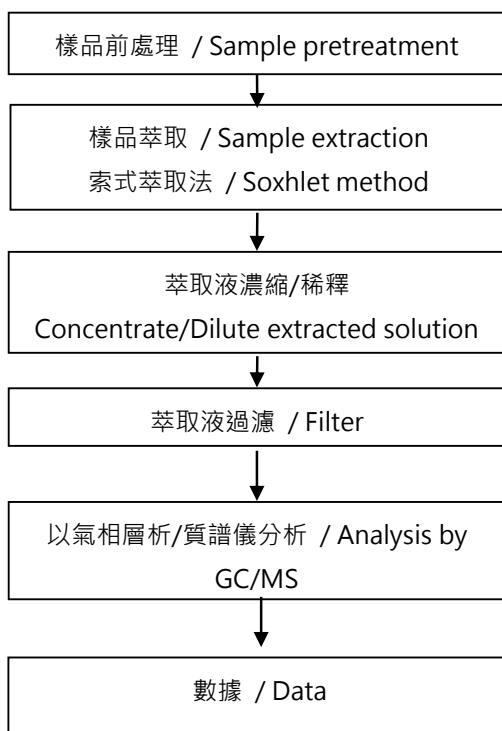 樣品前處理 / Sample pretreatment
樣品萃取 / Sample extraction
索式萃取法 / Soxhlet method
萃取液濃縮/稀釋
Concentrate/Dilute extracted solution
萃取液過濾 / Filter
以氣相層析/質譜儀分析 / Analysis by
GC/MS
數據 / Data